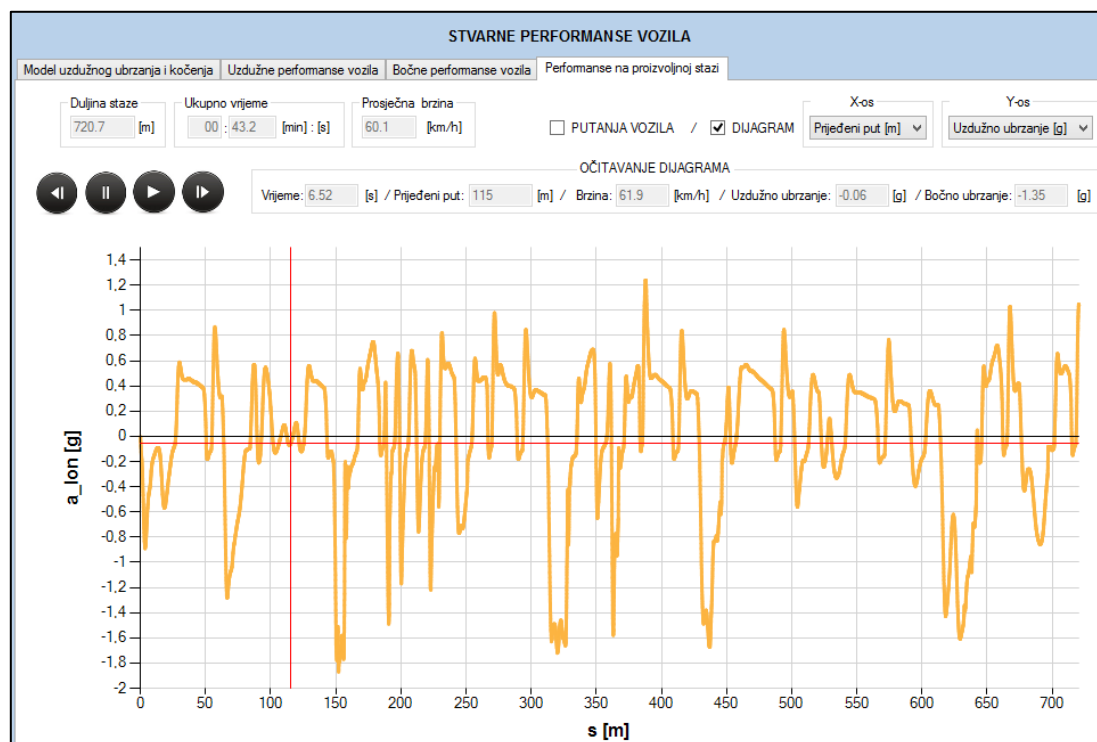 STVARNE PERFORMANSE VOZILA
Model uzdužnog ubrzanja i kočenja Uzdužne performanse vozila Bočne performanse vozila Performanse na proizvoljnoj stazi
Duljina staze Ukupno vrijeme Prosječna brzina X-os Y-os
720.7 [m] 00 : 43.2 [min] : [s] 60.1 [km/h] PUTANJA VOZILA / DIJAGRAM Prijeđeni put [m] Uzdužno ubrzanje [g]
OČITAVANJE DIJAGRAMA
Vrijeme: 6.52 [s] / Prijeđeni put: 115 [m] / Brzina: 61.9 [km/h] / Uzdužno ubrzanje: -0.06 [g] / Bočno ubrzanje: -1.35 [g]
1.4
1.2
1
0.8
0.6
0.4
0.2
0
-0.2
-0.4
-0.6
-0.8
-1
-1.2
-1.4
-1.6
-1.8
-2
a_lon [g]
0 50 100 150 200 250 300 350 400 450 500 550 600 650 700
s [m]